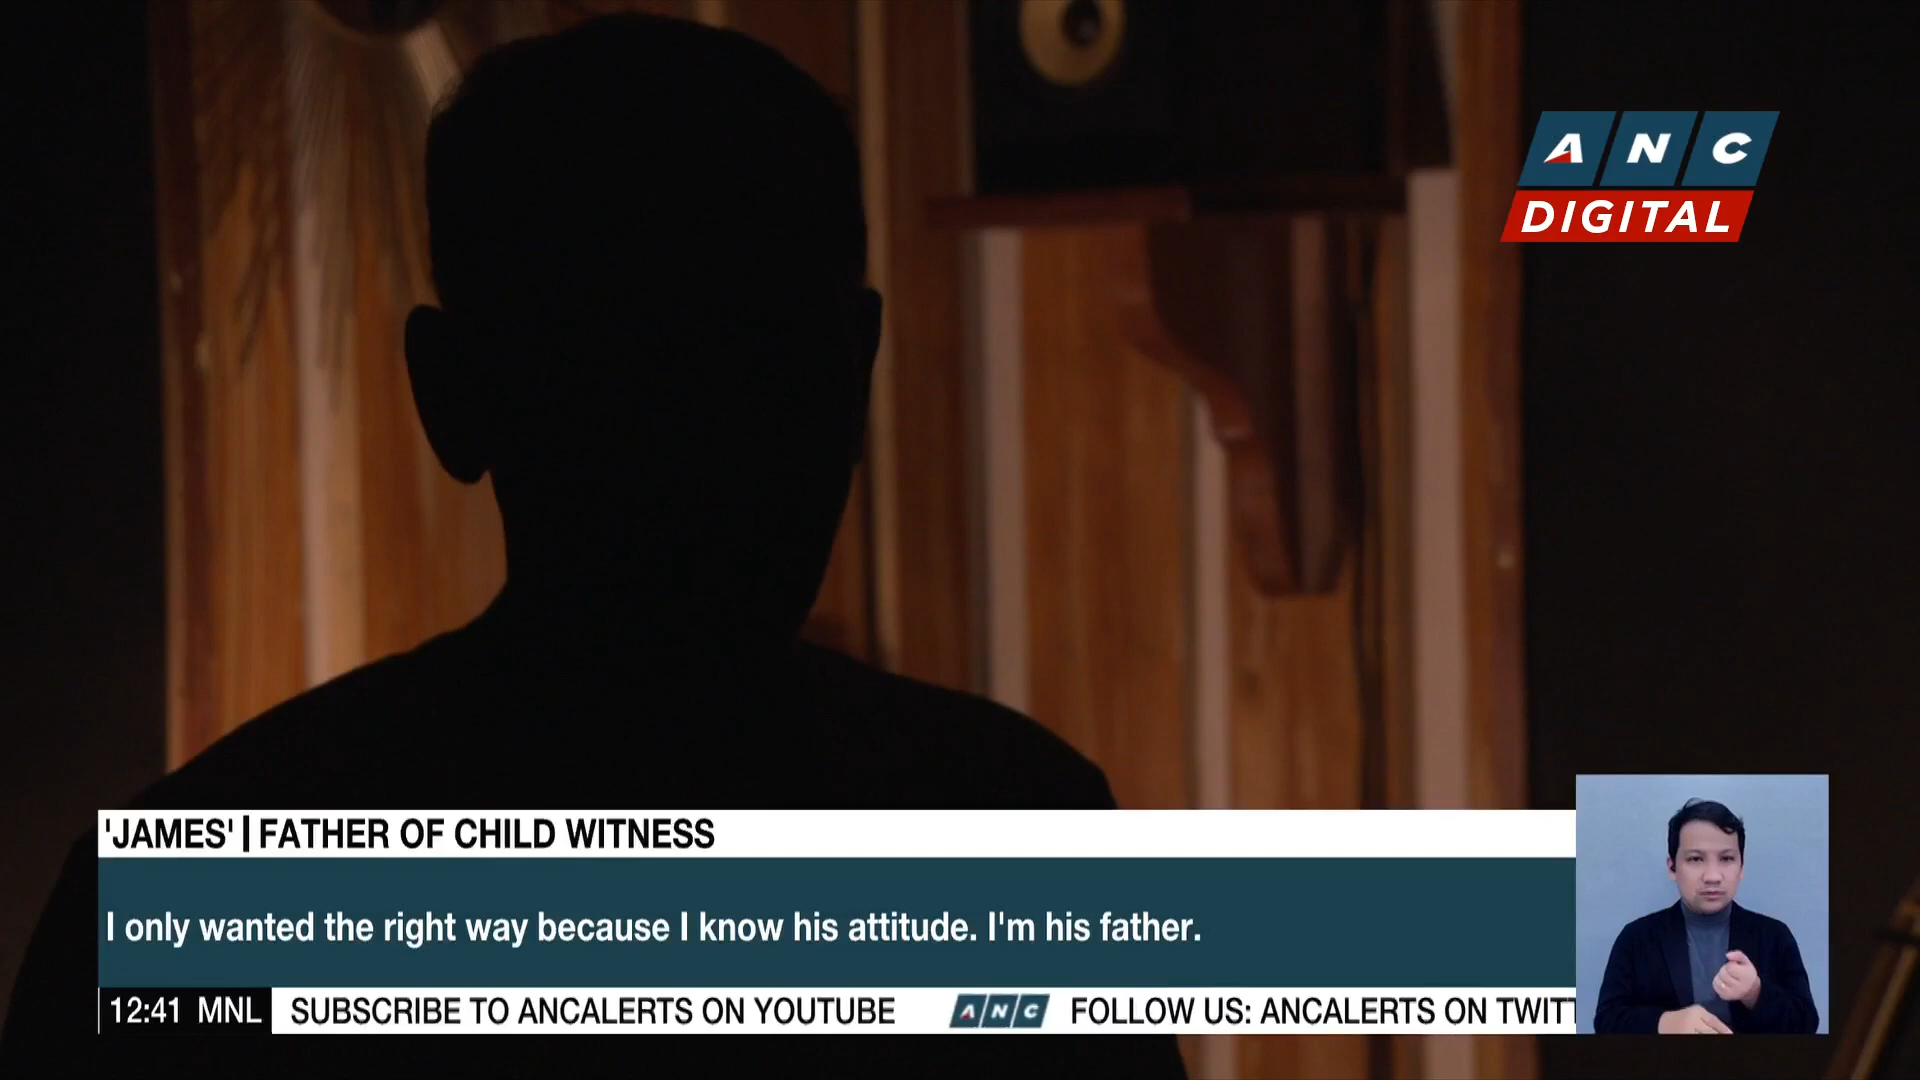 ANC
DIGITAL
'JAMES' | FATHER OF CHILD WITNESS
I only wanted the right way because I know his attitude. I'm his father.
12:41 MNL SUBSCRIBE TO ANCALERTS ON YOUTUBE ANC FOLLOW US: ANCALERTS ON